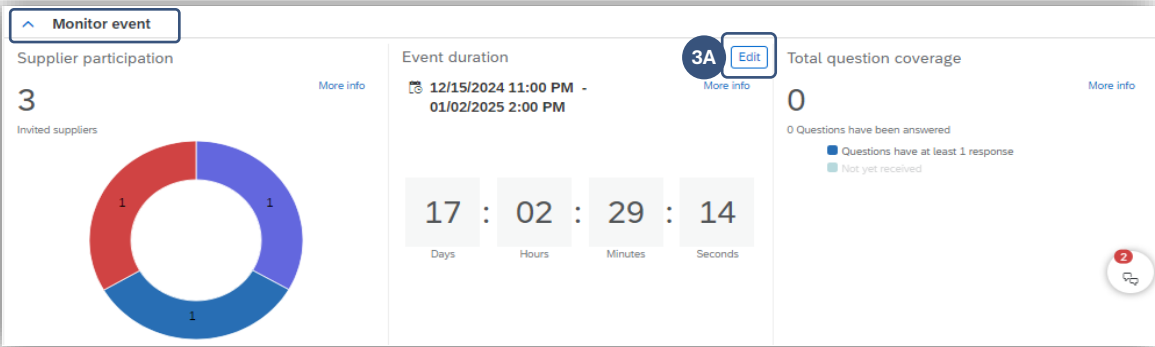 Monitor event
Supplier participation
More info
3
Invited suppliers
1
1
1
Event duration
3A
Edit
12/15/2024 11:00 PM -
01/02/2025 2:00 PM
More info
17 : 02 : 29 : 14
Days Hours Minutes Seconds
Total question coverage
More info
0
0 Questions have been answered
Questions have at least 1 response
Not yet received
2